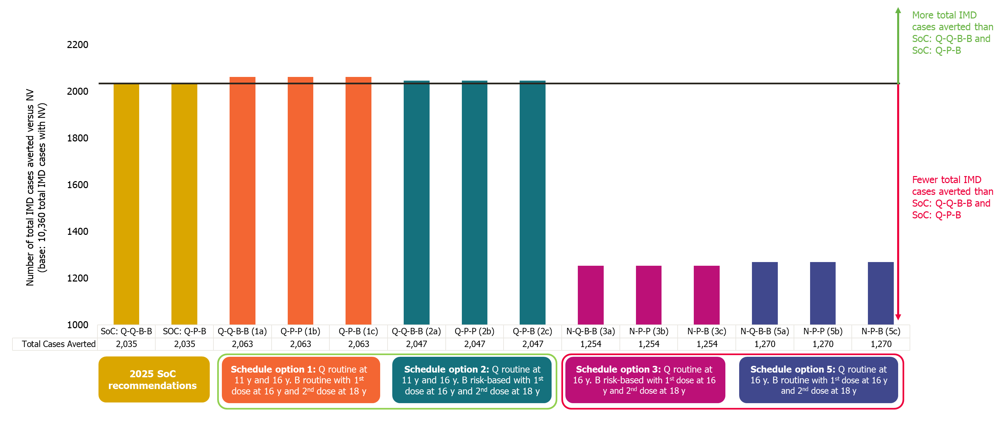 More total IMD
cases averted than
SoC: Q-Q-B-B and
SoC: Q-P-B
Number of total IMD cases averted versus NV
(base: 10,360 total IMD cases with NV)
2200
2000
1800
1600
1400
1200
1000
Fewer total IMD
cases averted than
SoC: Q-Q-B-B and
SoC: Q-P-B
SoC: Q-Q-B-B SOC: Q-P-B Q-Q-B-B (1a) Q-P-P (1b) Q-P-B (1c) Q-Q-B-B (2a) Q-P-P (2b) Q-P-B (2c) N-Q-B-B (3a) N-P-P (3b) N-P-B (3c) N-Q-B-B (5a) N-P-P (5b) N-P-B (5c)
Total Cases Averted 2,035 2,035 2,063 2,063 2,063 2,047 2,047 2,047 1,254 1,254 1,254 1,270 1,270 1,270
2025 SoC
recommendations
Schedule option 1: Q routine at
11 y and 16 y. B routine with 1st
dose at 16 y and 2nd dose at 18 y
Schedule option 2: Q routine at
11 y and 16 y. B risk-based with 1st
dose at 16 y and 2nd dose at 18 y
Schedule option 3: Q routine at
16 y. B risk-based with 1st dose at 16
y and 2nd dose at 18 y
Schedule option 5: Q routine at
16 y. B routine with 1st dose at 16 y
and 2nd dose at 18 y